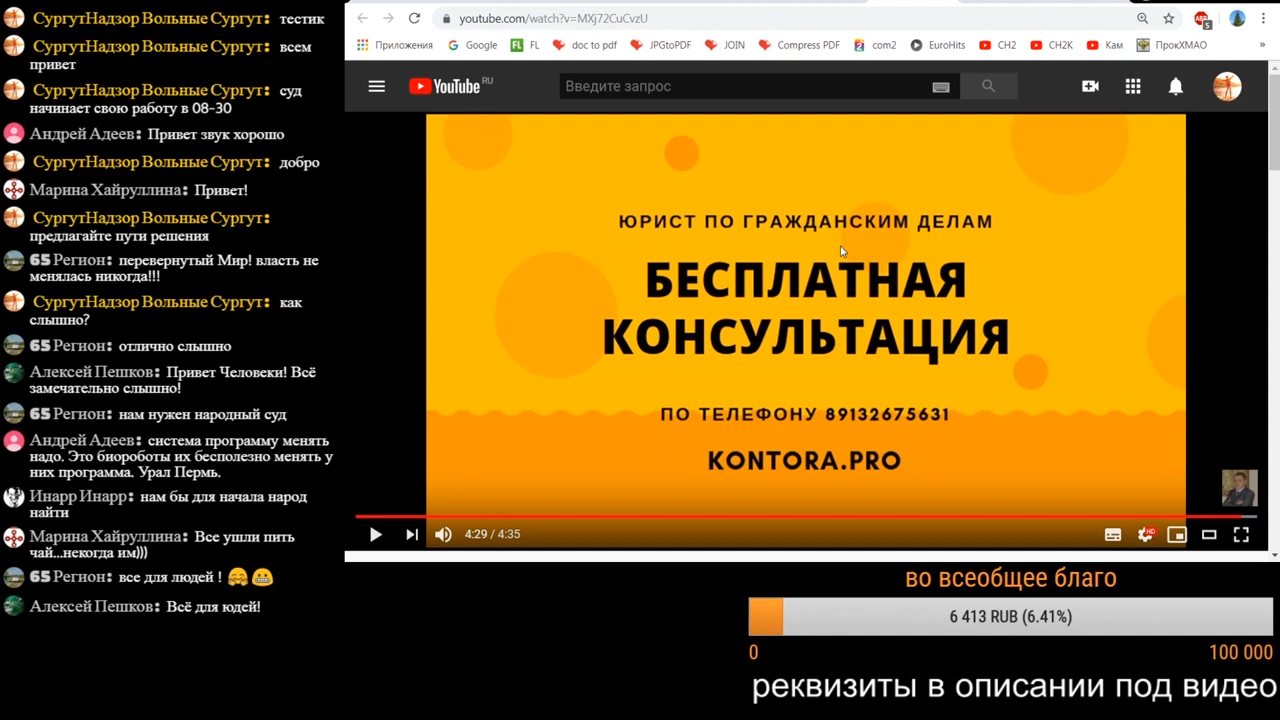 СургутНадзор Вольные Сургут: тестик
СургутНадзор Вольные Сургут: всем
привет
СургутНадзор Вольные Сургут: суд
начинает свою работу в 08-30
Андрей Адеев: Привет звук хорошо
СургутНадзор Вольные Сургут: добро
Марина Хайруллина: Привет!
СургутНадзор Вольные Сургут:
предлагайте пути решения
65 Регион: перевернутый Мир! власть не
менялась никогда!!!
СургутНадзор Вольные Сургут: как
слышно?
65 Регион: отлично слышно
Алексей Пешков: Привет Человеки! Всё
замечательно слышно!
65 Регион: нам нужен народный суд
Андрей Адеев: система программу менять
надо. Это биороботы их бесполезно менять у
них программа. Урал Пермь.
Инарр Инарр: нам бы для начала народ
найти
Марина Хайруллина: Все ушли пить
чай...некогда им)))
65 Регион: все для людей ! 🤗 😬
Алексей Пешков: Всё для юдей!
youtube.com/watch?v=MXj72CuCvzU
5
Приложения Google FL FL doc to pdf JPGtoPDF JOIN Compress PDF com2 EuroHits CH2 CH2K Кам ПрокХМАО »
YouTube RU Введите запрос
ЮРИСТ ПО ГРАЖДАНСКИМ ДЕЛАМ
БЕСПЛАТНАЯ
КОНСУЛЬТАЦИЯ
ПО ТЕЛЕФОНУ 89132675631
KONTORA.PRO
4:29 / 4:35 HD
во всеобщее благо
6 413 RUB (6.41%)
0 100 000
реквизиты в описании под видео